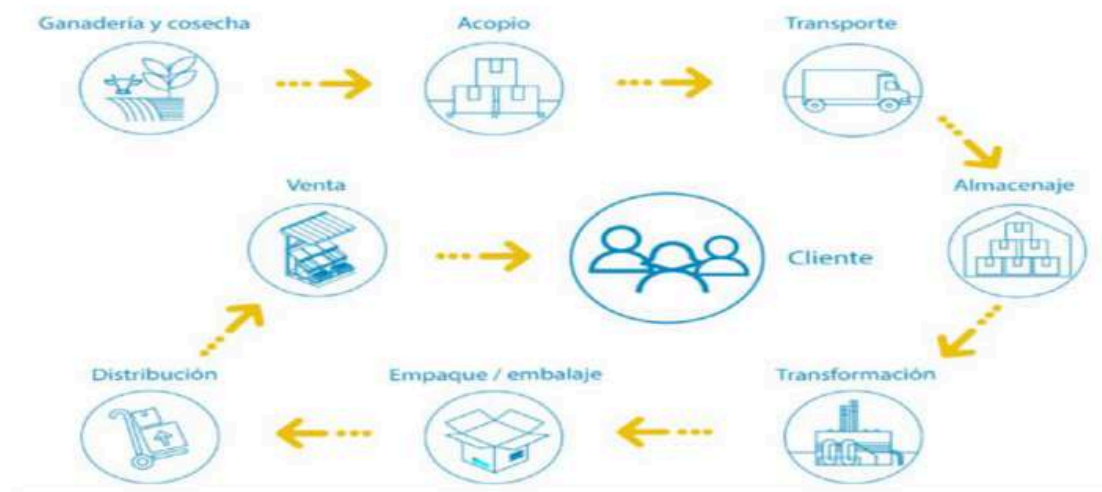 Ganadería y cosecha
Acopio
Transporte
Almacenaje
Transformación
Empaque / embalaje
Distribución
Venta
Cliente